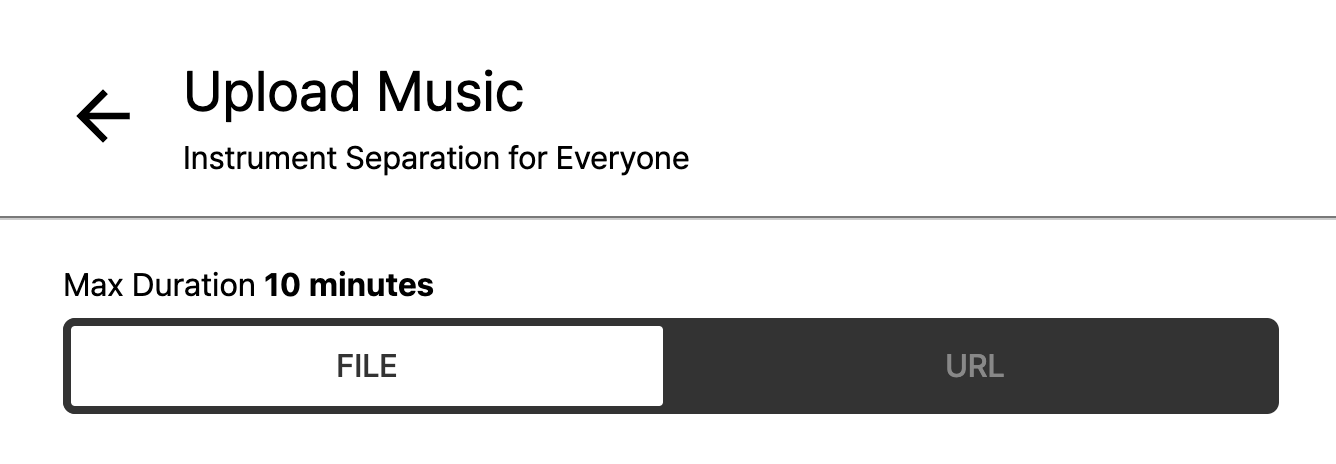 Upload Music
Instrument Separation for Everyone
Max Duration 10 minutes
FILE
URL